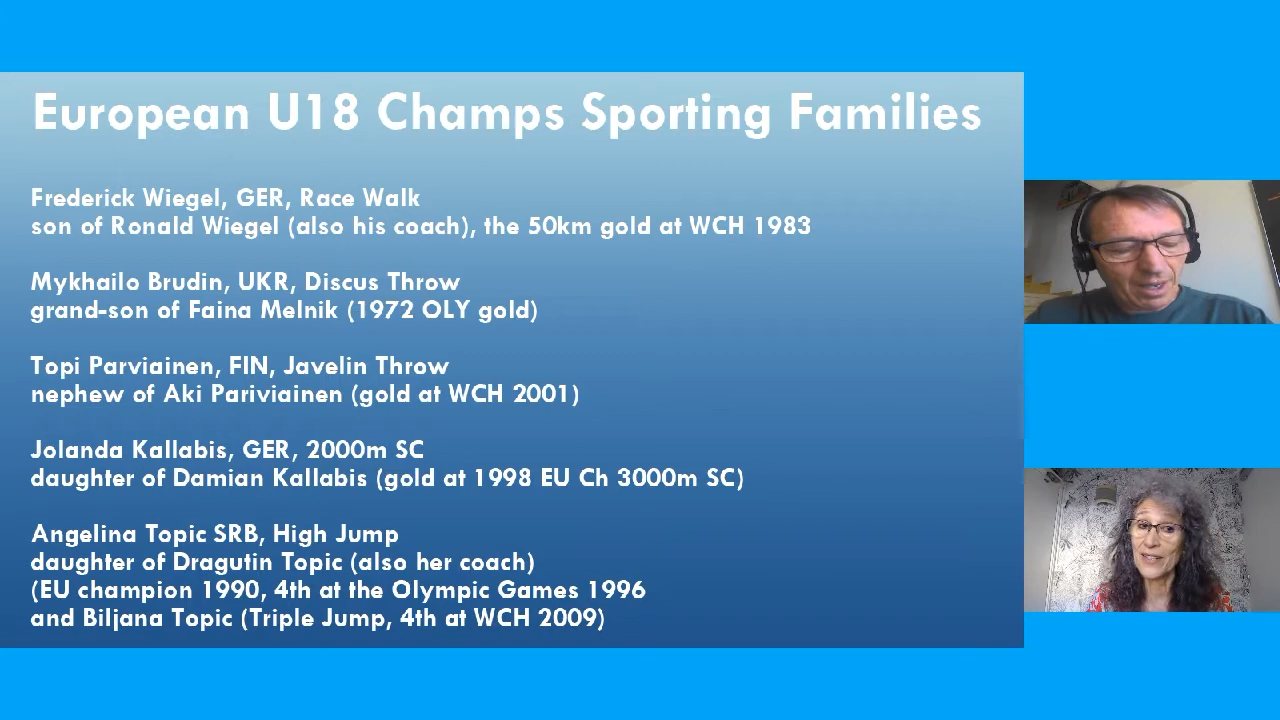 European U18 Champs Sporting Families
Frederick Wiegel, GER, Race Walk
son of Ronald Wiegel (also his coach), the 50km gold at WCH 1983
Mykhailo Brudin, UKR, Discus Throw
grand-son of Faina Melnik (1972 OLY gold)
Topi Parviainen, FIN, Javelin Throw
nephew of Aki Pariviainen (gold at WCH 2001)
Jolanda Kallabis, GER, 2000m SC
daughter of Damian Kallabis (gold at 1998 EU Ch 3000m SC)
Angelina Topic SRB, High Jump
daughter of Dragutin Topic (also her coach)
(EU champion 1990, 4th at the Olympic Games 1996
and Biljana Topic (Triple Jump, 4th at WCH 2009)